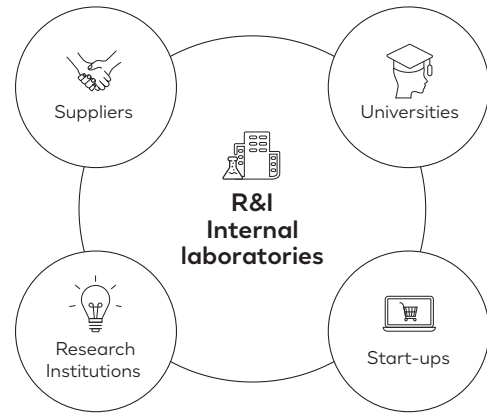 Suppliers
Universities
R&I
Internal
laboratories
Research
Institutions
Start-ups